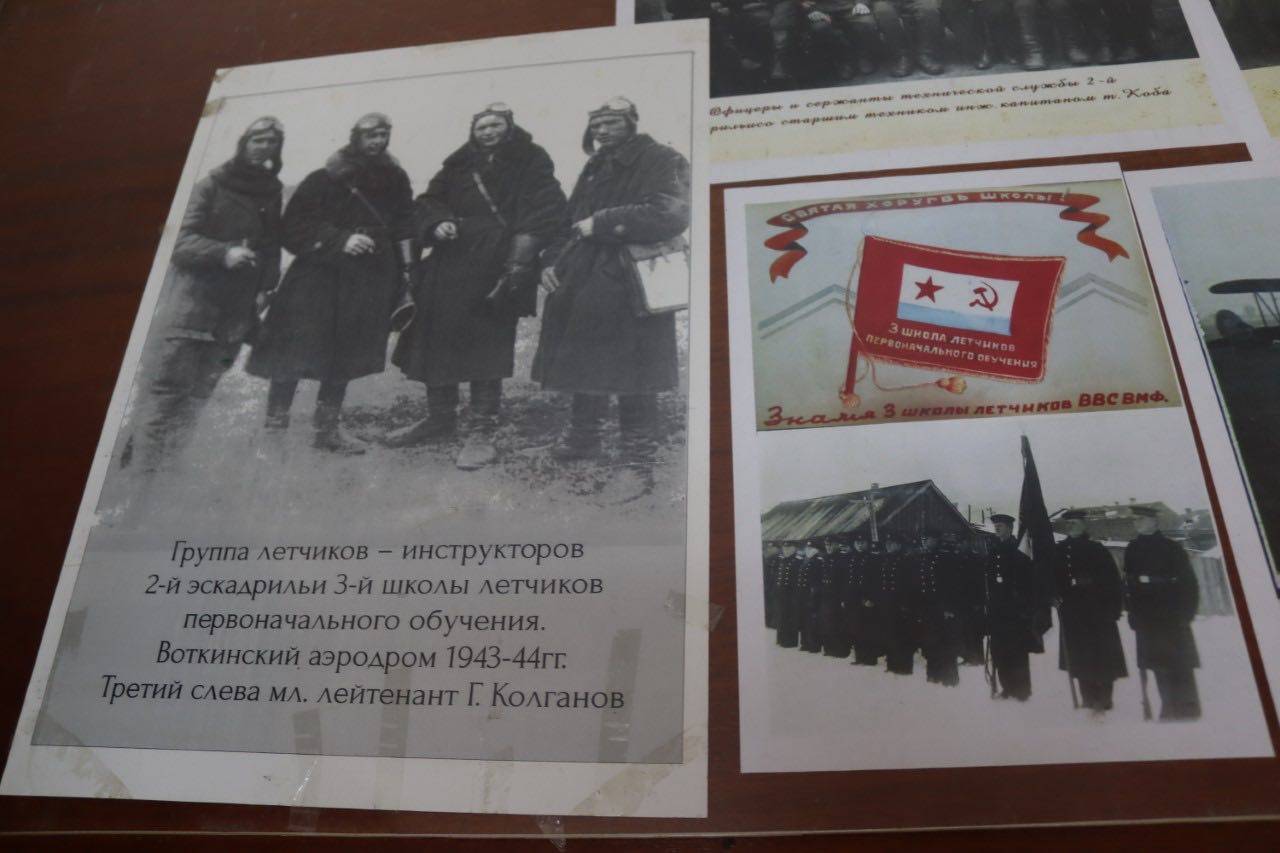 Группа летчиков – инструкторов
2-й эскадрильи 3-й школы летчиков
первоначального обучения.
Воткинский аэродром 1943-44гг.
Третий слева мл. лейтенант Г. Колганов
Офицеры и сержанты технической службы 2-й
рильисо старшим техником инж. капитаном т. Коба
СВЯТАЯ ХОРУГВЬ ШКОЛЫ!
3 ШКОЛА ЛЕТЧИКОВ
ПЕРВОНАЧАЛЬНОГО ОБУЧЕНИЯ
Знамя 3 школы летчиков ВВС ВМФ.